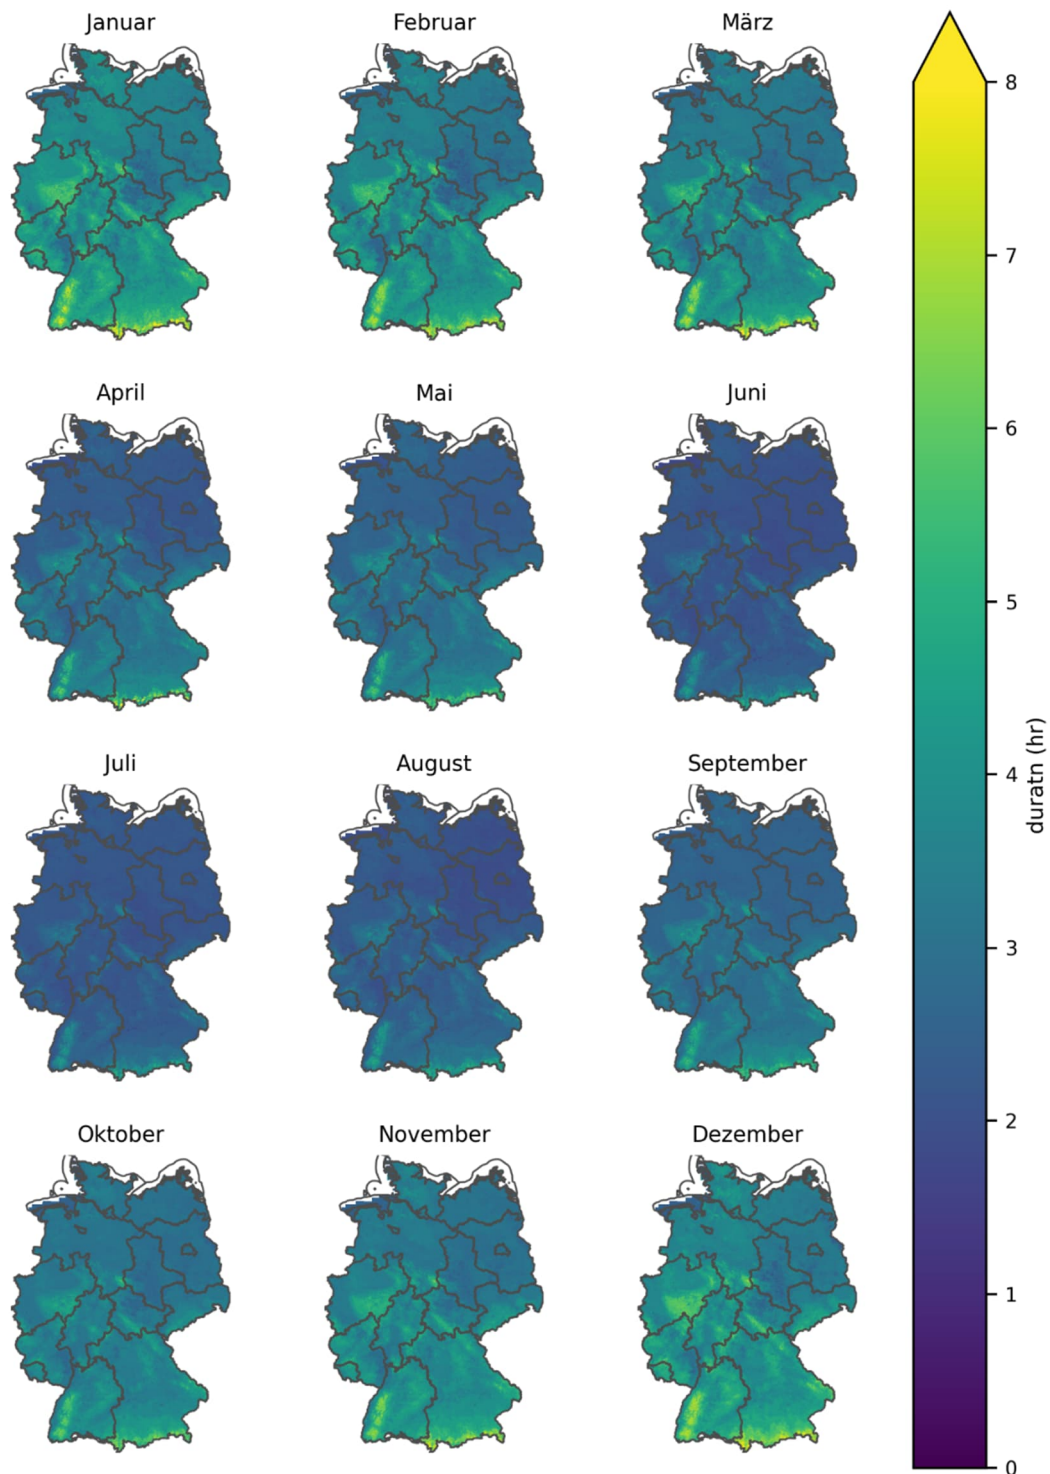 Januar
Februar
März
April
Mai
Juni
Juli
August
September
Oktober
November
Dezember
8
7
6
5
4
3
2
1
0
duratn (hr)